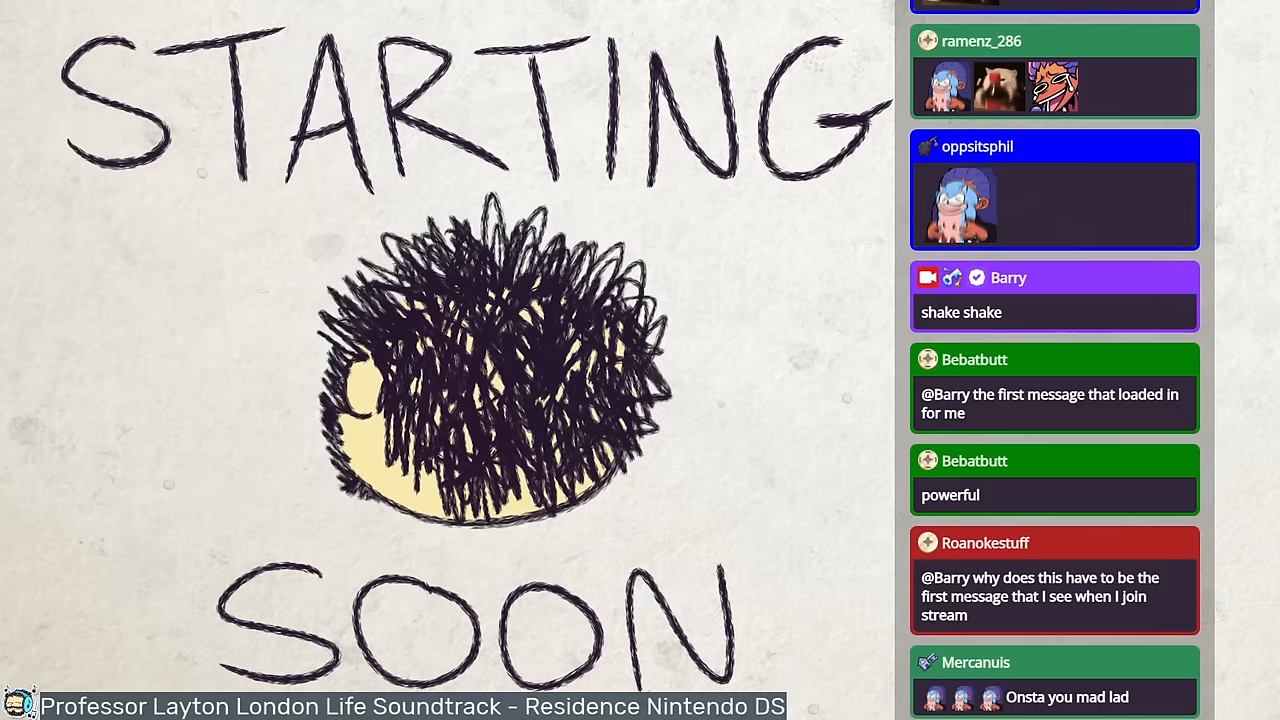 STARTING
SOON
Professor Layton London Life Soundtrack - Residence Nintendo DS
ramenz_286
oppsitsphil
Barry
shake shake
Bebatbutt
@Barry the first message that loaded in
for me
Bebatbutt
powerful
Roanokestuff
@Barry why does this have to be the
first message that I see when I join
stream
Mercanuis
Onsta you mad lad